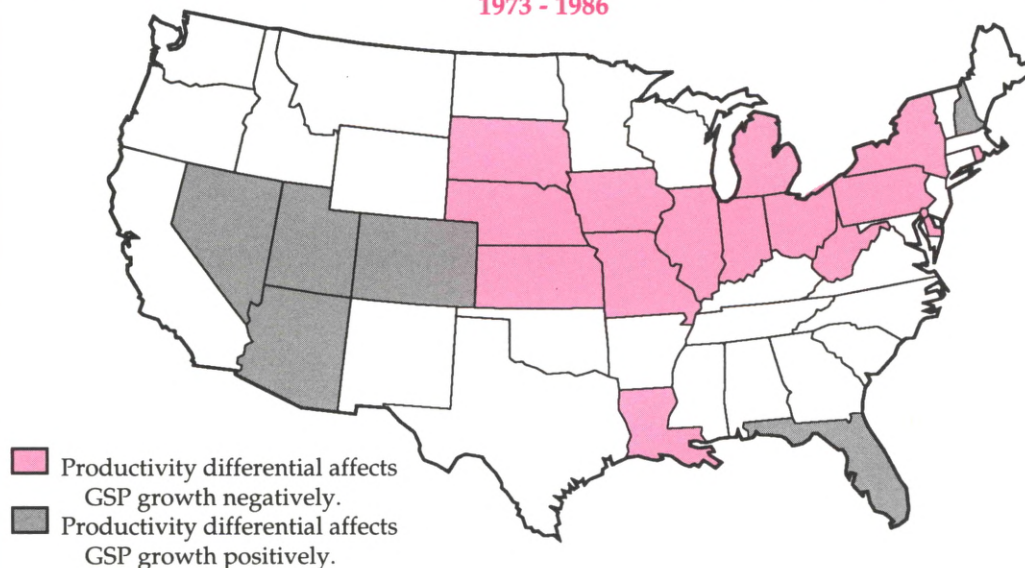 1973 - 1986
Productivity differential affects
GSP growth negatively.
Productivity differential affects
GSP growth positively.